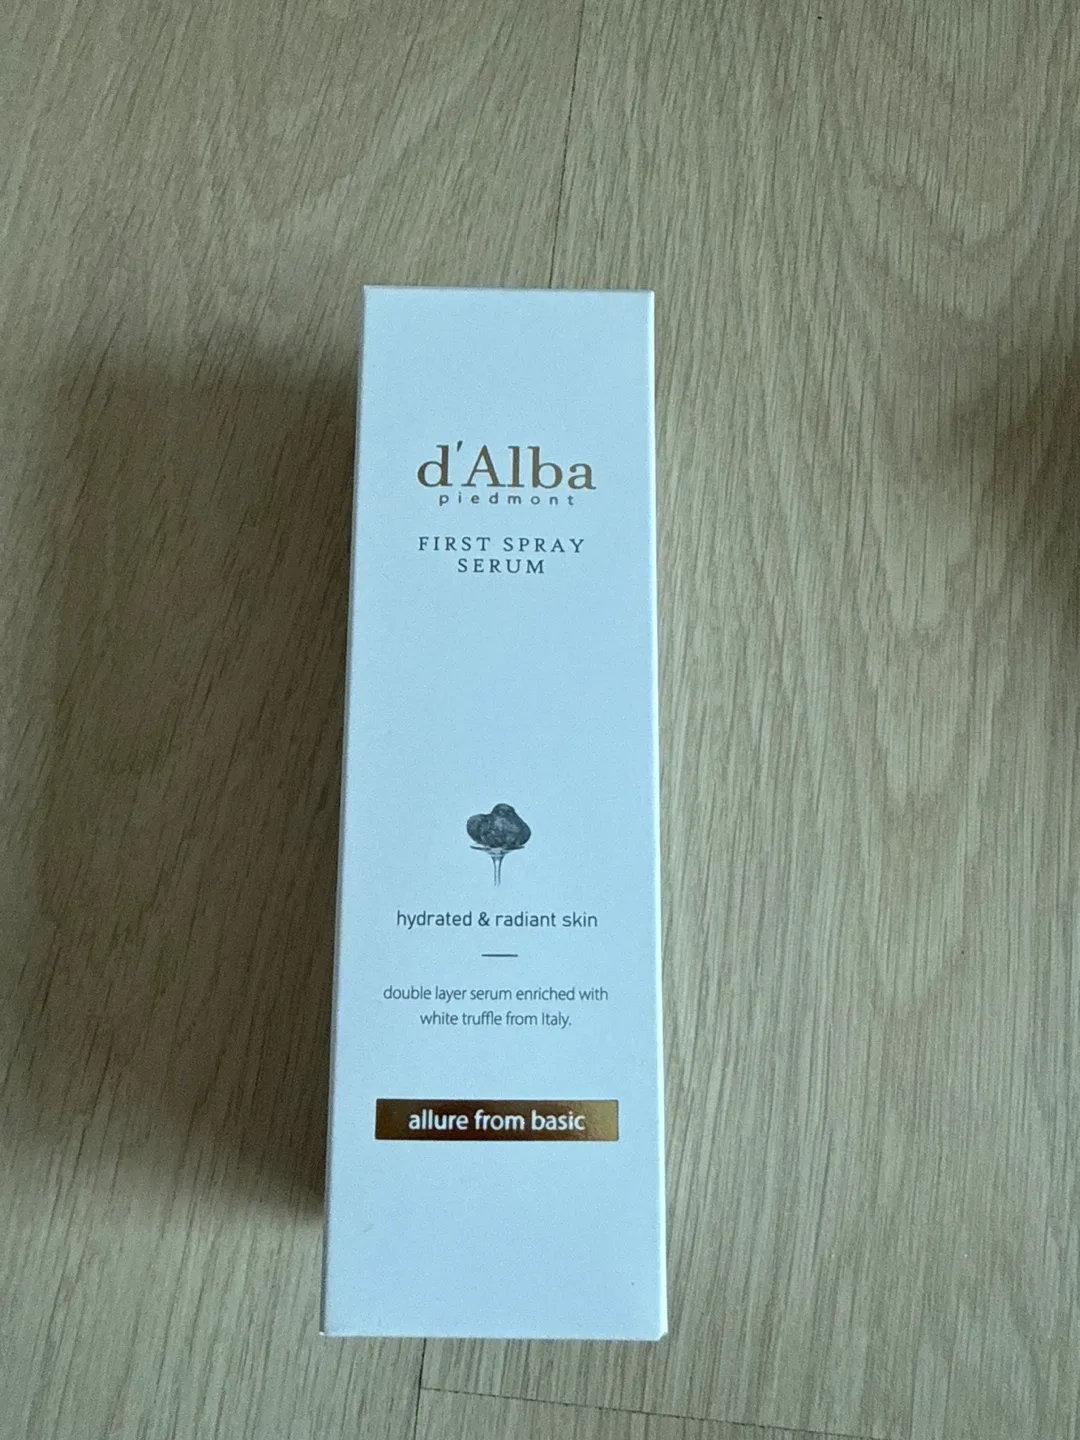 d'Alba
piedmont
FIRST SPRAY
SERUM
hydrated & radiant skin
double layer serum enriched with
white truffle from Italy.
allure from basic